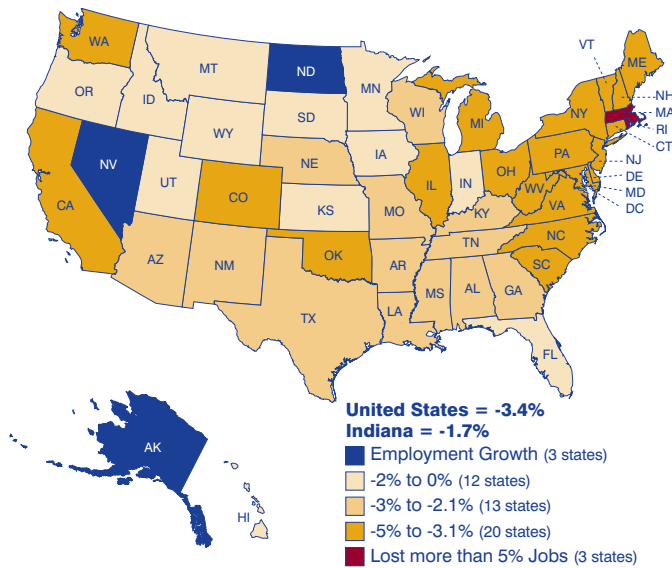 WA
MT
ND
MN
OR
ID
SD
WI
WY
MI
NE
IA
NV
UT
CO
KS
IL
IN
OH
PA
NY
VT
ME
NH
MA
RI
CT
NJ
DE
MD
DC
WV
VA
KY
MO
CA
AZ
NM
OK
AR
TN
NC
SC
TX
LA
MS
AL
GA
FL
AK
HI
United States = -3.4%
Indiana = -1.7%
Employment Growth (3 states)
-2% to 0% (12 states)
-3% to -2.1% (13 states)
-5% to -3.1% (20 states)
Lost more than 5% Jobs (3 states)